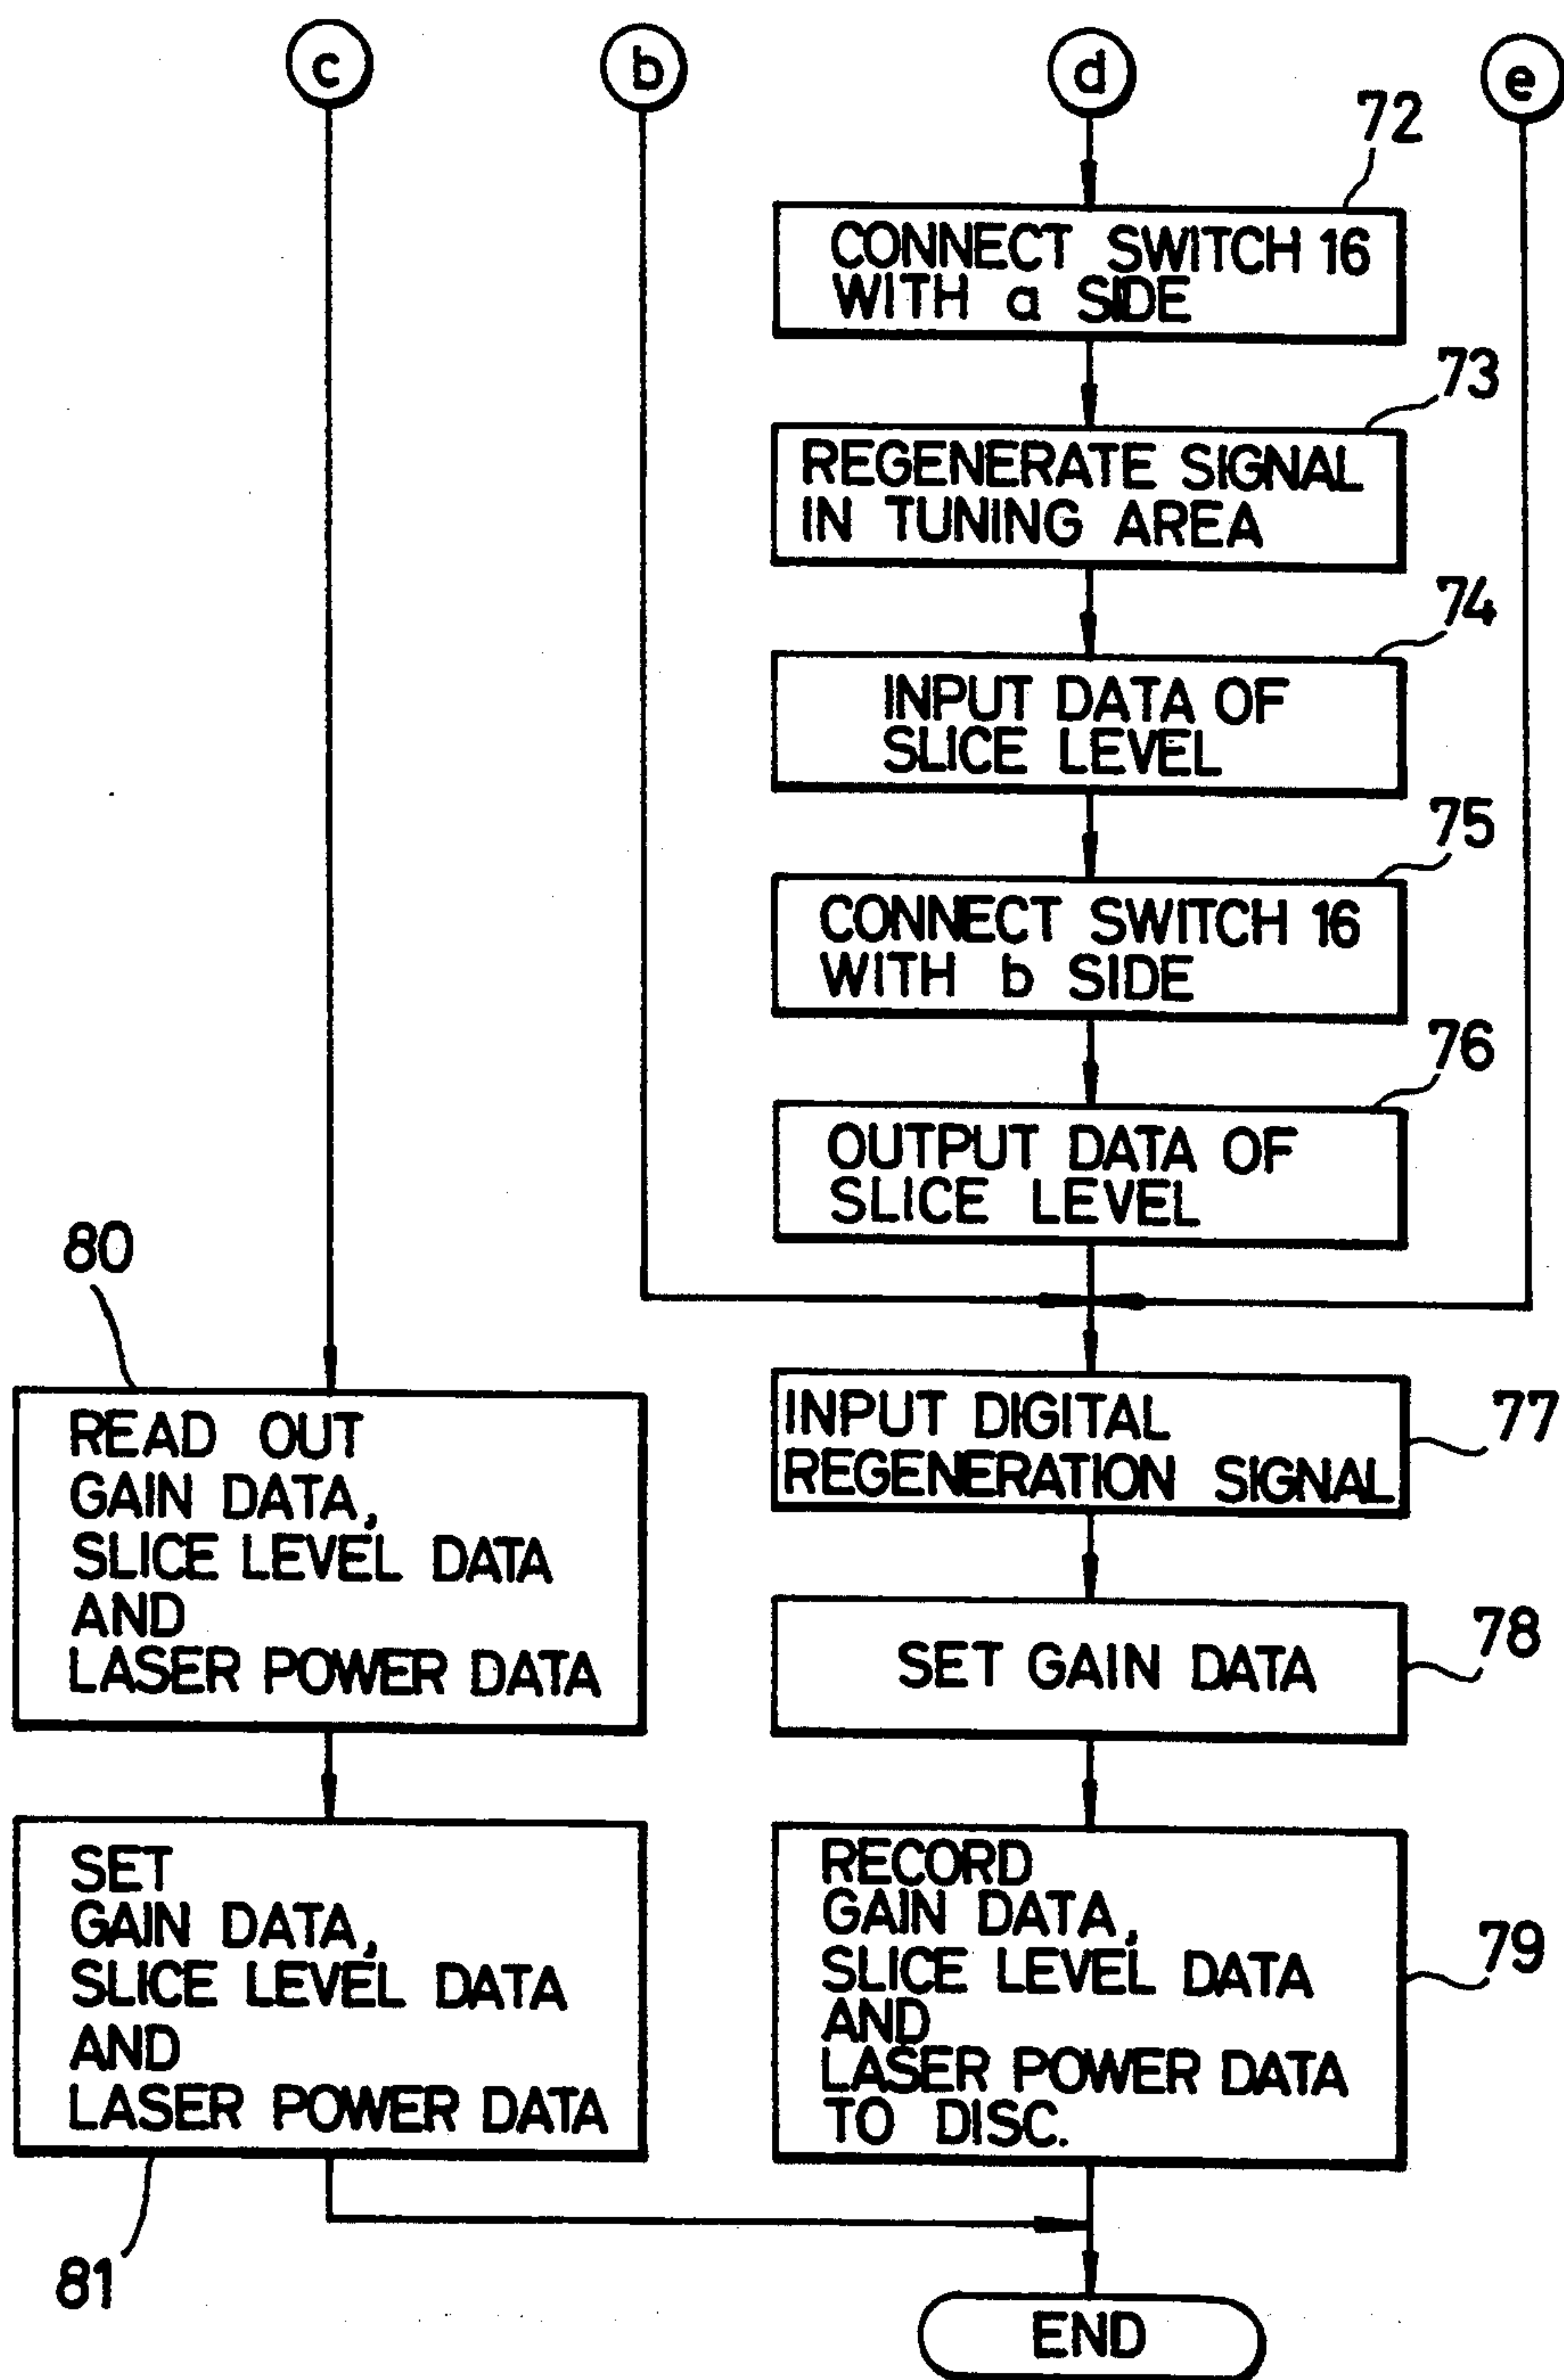 c
b
d
e
72
CONNECT SWITCH 16
WITH a SIDE
73
REGENERATE SIGNAL
IN TUNING AREA
74
INPUT DATA OF
SLICE LEVEL
75
CONNECT SWITCH 16
WITH b SIDE
76
OUTPUT DATA OF
SLICE LEVEL
77
INPUT DIGITAL
REGENERATION SIGNAL
78
SET GAIN DATA
79
RECORD
GAIN DATA,
SLICE LEVEL DATA
AND
LASER POWER DATA
TO DISC.
80
READ OUT
GAIN DATA,
SLICE LEVEL DATA
AND
LASER POWER DATA
SET
GAIN DATA,
SLICE LEVEL DATA
AND
LASER POWER DATA
81
END